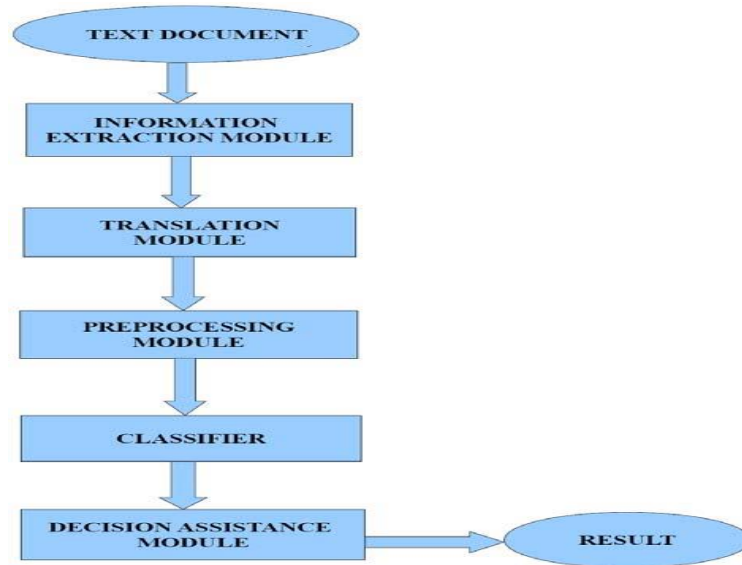 TEXT DOCUMENT
INFORMATION
EXTRACTION MODULE
TRANSLATION
MODULE
PREPROCESSING
MODULE
CLASSIFIER
DECISION ASSISTANCE
MODULE
RESULT